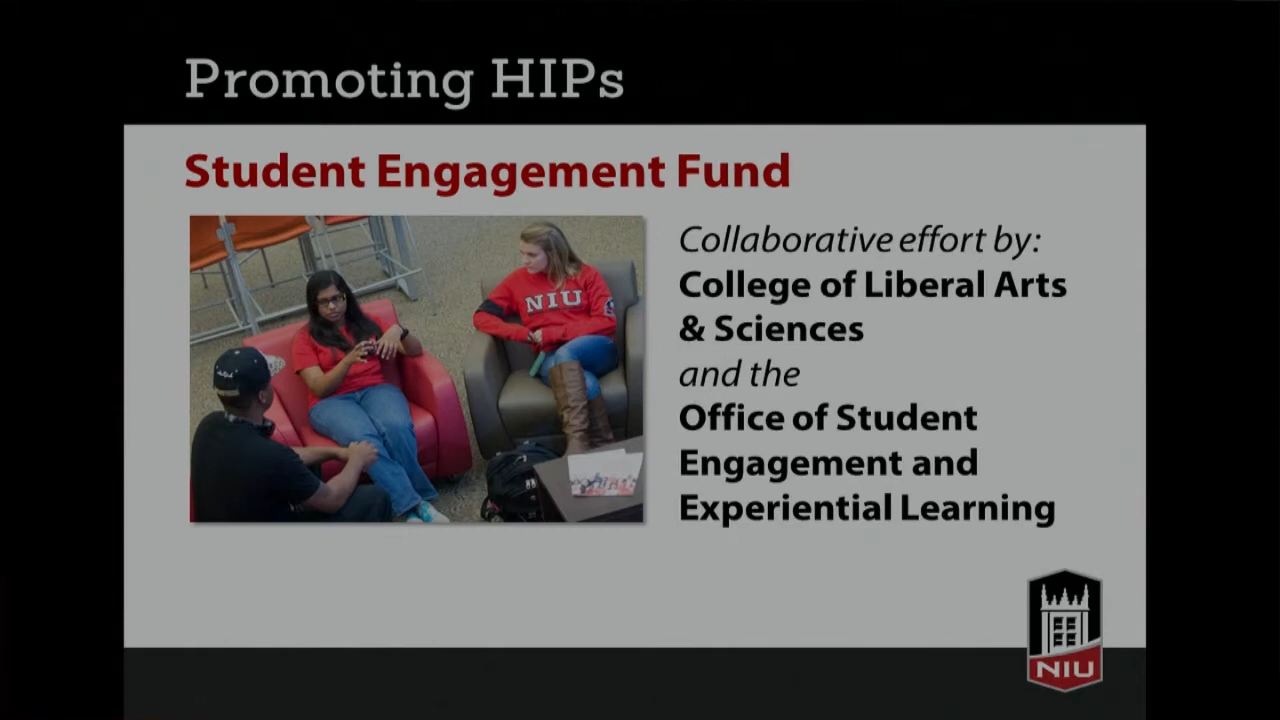 Promoting HIPs
Student Engagement Fund
Collaborative effort by:
College of Liberal Arts
& Sciences
and the
Office of Student
Engagement and
Experiential Learning
NIU
NIU